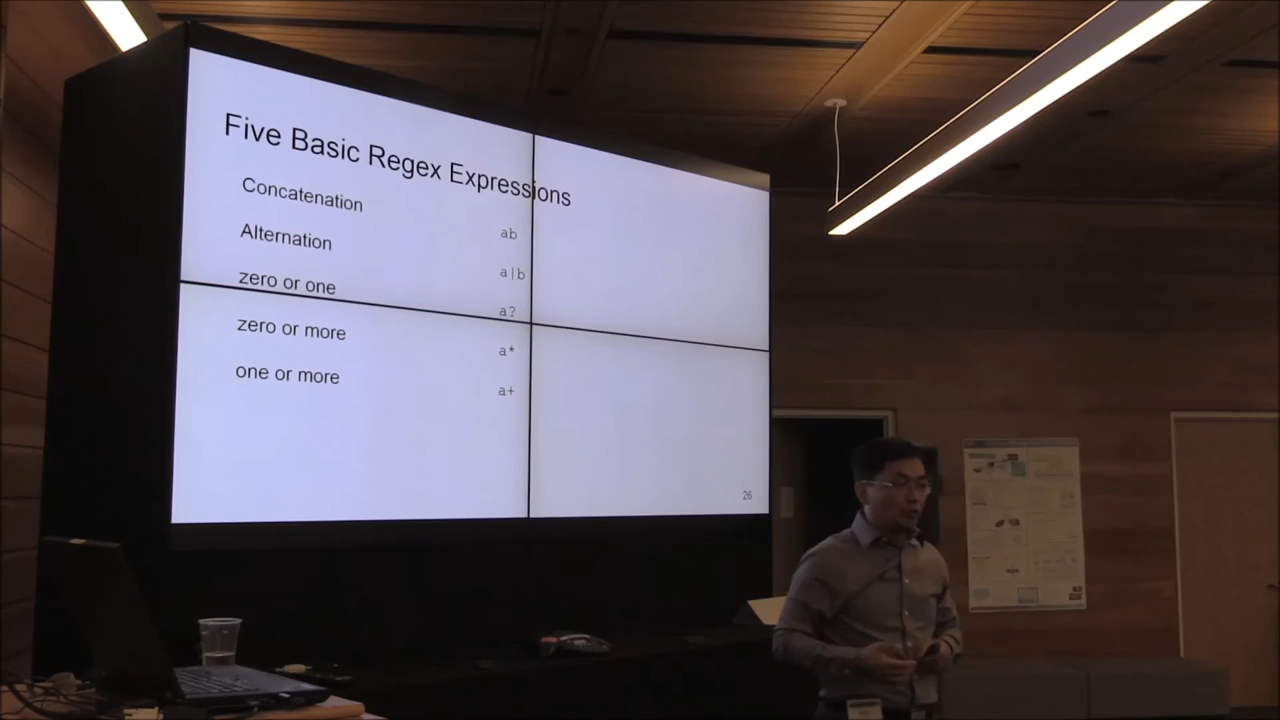 Five Basic Regex Expressions
Concatenation ab
Alternation a|b
zero or one a?
zero or more a*
one or more a+
26